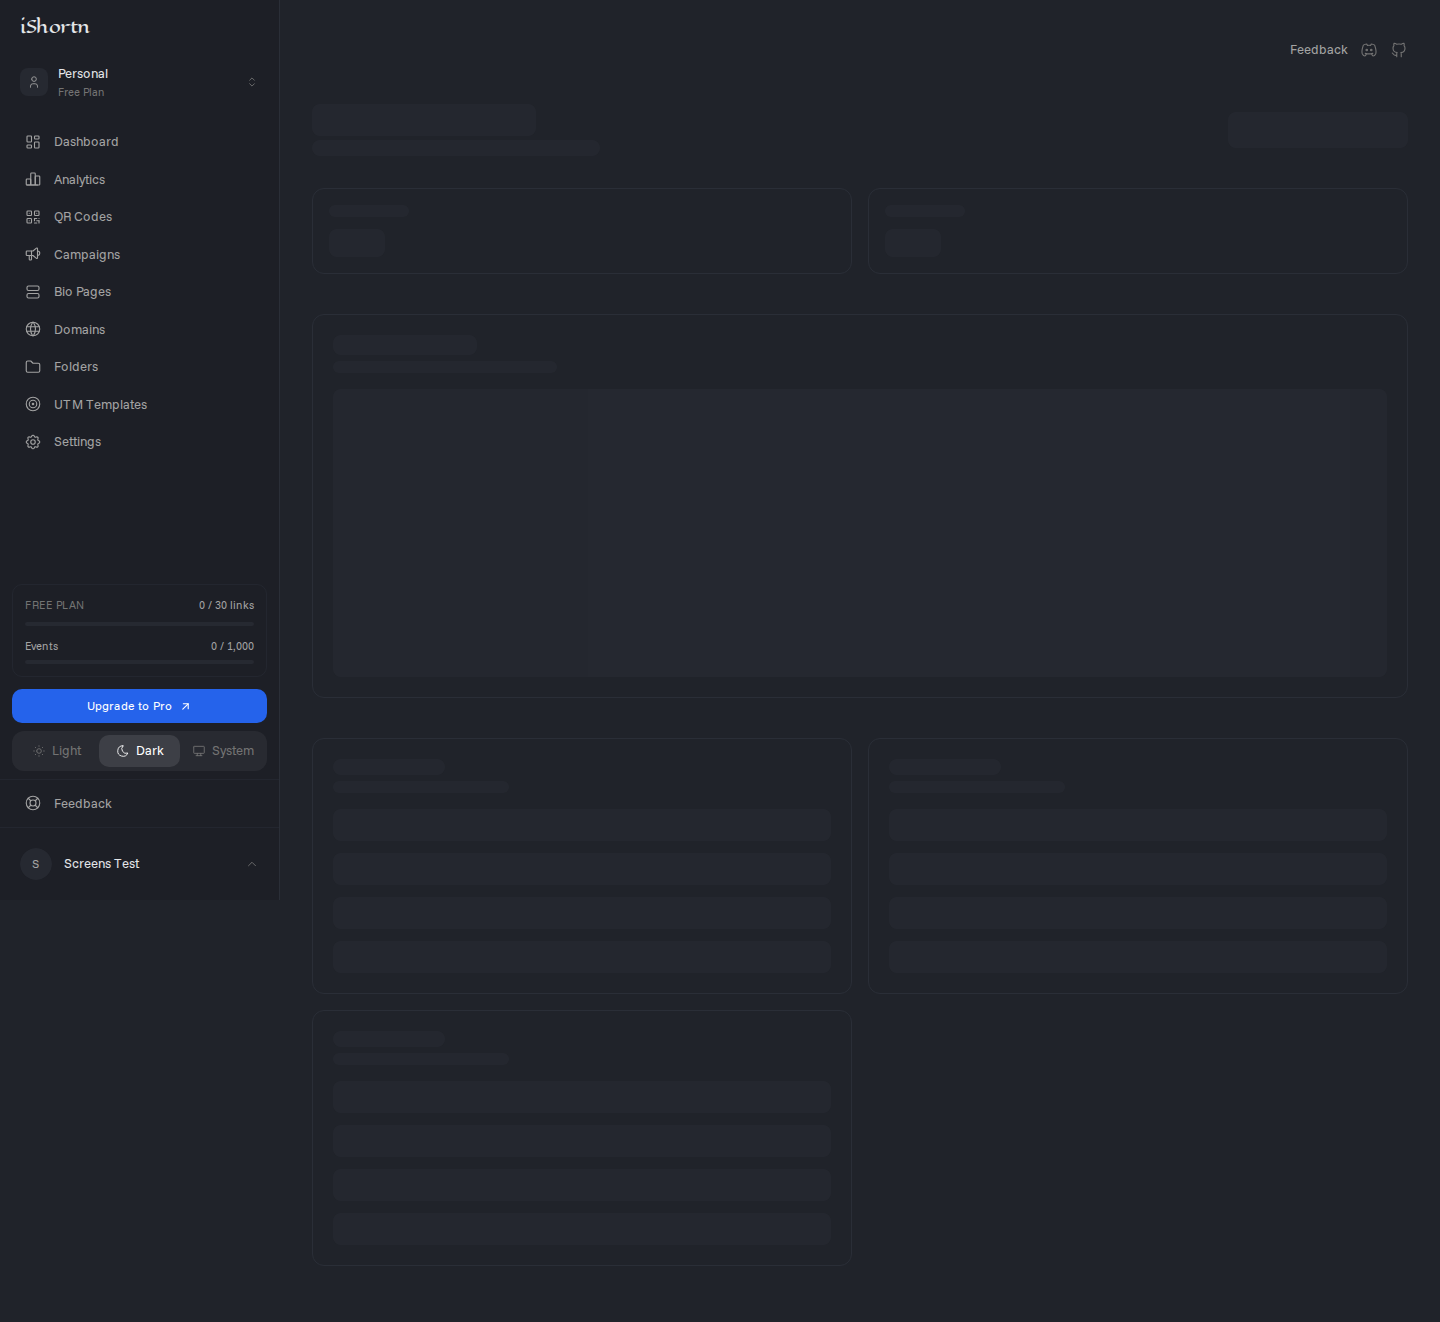 iShortn
Personal
Free Plan
Feedback
Dashboard
Analytics
QR Codes
Campaigns
Bio Pages
Domains
Folders
UTM Templates
Settings
FREE PLAN 0 / 30 links
Events 0 / 1,000
Upgrade to Pro
Light Dark System
Feedback
S Screens Test